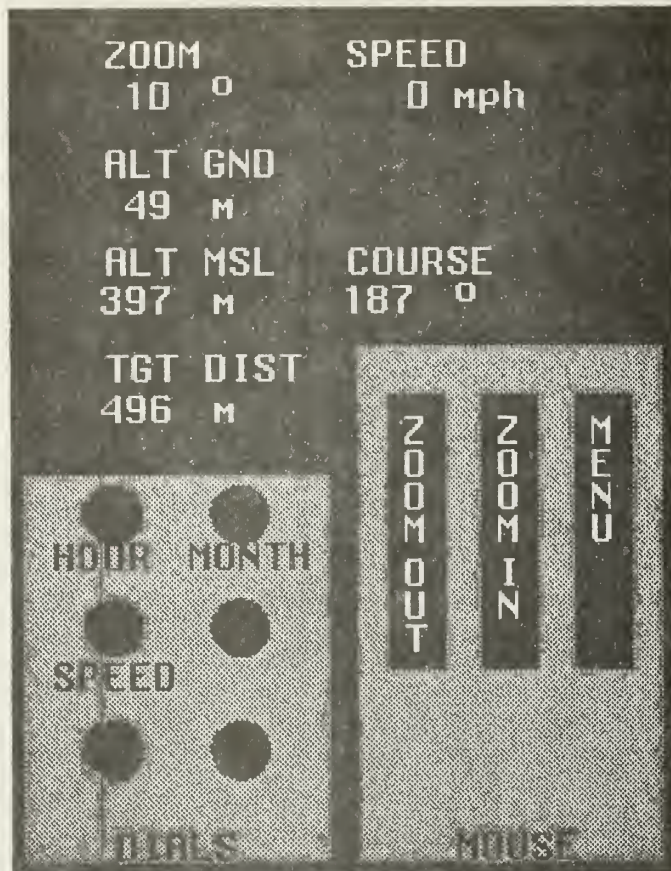 ZOOM SPEED
10 ° 0 mph
ALT GND
49 M
ALT MSL COURSE
397 M 187 °
TGT DIST
496 M
ZOOM OUT
ZOOM IN
MENU
HOUR MONTH
SPEED
DIALS MOUSE